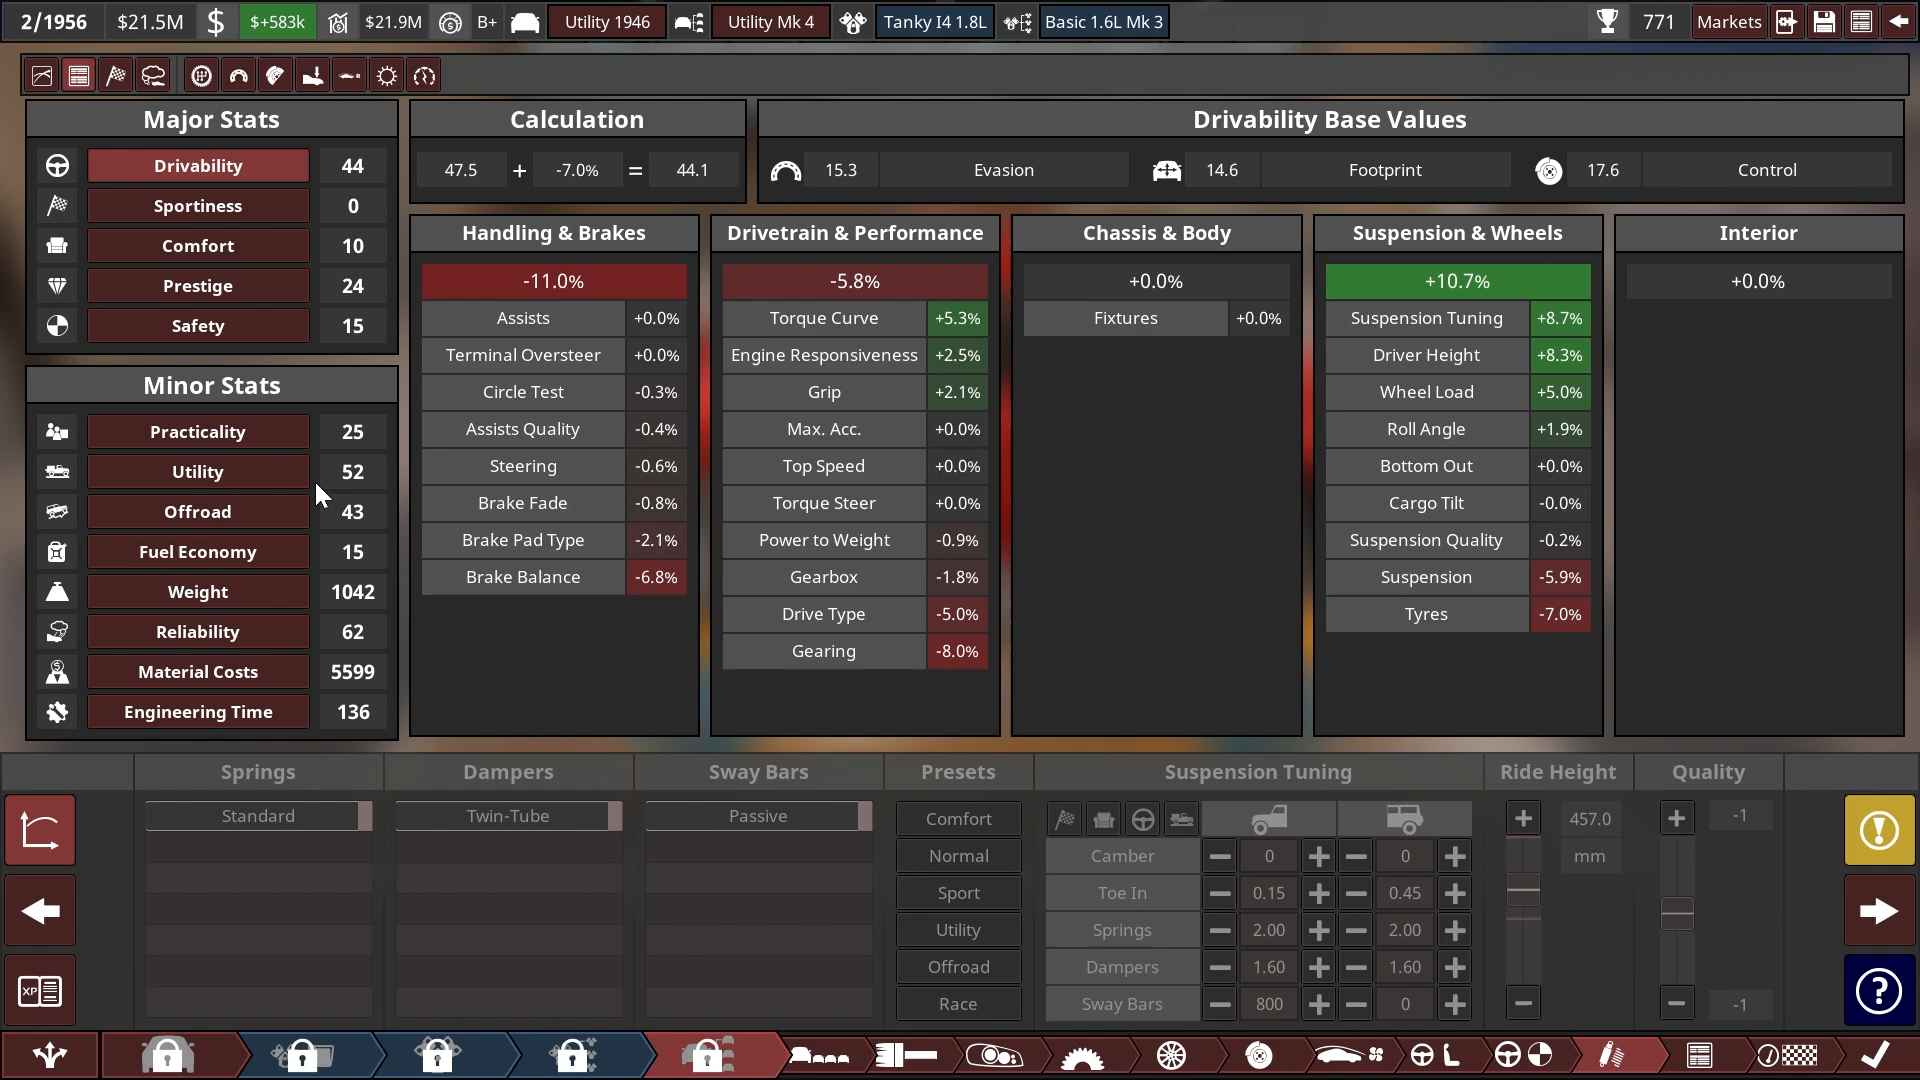 2/1956 $21.5M $+583k $21.9M B+ Utility 1946 Utility Mk 4 Tanky I4 1.8L Basic 1.6L Mk 3 771 Markets
Major Stats
Drivability 44
Sportiness 0
Comfort 10
Prestige 24
Safety 15
Minor Stats
Practicality 25
Utility 52
Offroad 43
Fuel Economy 15
Weight 1042
Reliability 62
Material Costs 5599
Engineering Time 136
Calculation
47.5 + -7.0% = 44.1
Drivability Base Values
15.3 Evasion 14.6 Footprint 17.6 Control
Handling & Brakes
-11.0%
Assists +0.0%
Terminal Oversteer +0.0%
Circle Test -0.3%
Assists Quality -0.4%
Steering -0.6%
Brake Fade -0.8%
Brake Pad Type -2.1%
Brake Balance -6.8%
Drivetrain & Performance
-5.8%
Torque Curve +5.3%
Engine Responsiveness +2.5%
Grip +2.1%
Max. Acc. +0.0%
Top Speed +0.0%
Torque Steer +0.0%
Power to Weight -0.9%
Gearbox -1.8%
Drive Type -5.0%
Gearing -8.0%
Chassis & Body
+0.0%
Fixtures +0.0%
Suspension & Wheels
+10.7%
Suspension Tuning +8.7%
Driver Height +8.3%
Wheel Load +5.0%
Roll Angle +1.9%
Bottom Out +0.0%
Cargo Tilt -0.0%
Suspension Quality -0.2%
Suspension -5.9%
Tyres -7.0%
Interior
+0.0%
Springs
Standard
Dampers
Twin-Tube
Sway Bars
Passive
Presets
Comfort
Normal
Sport
Utility
Offroad
Race
Suspension Tuning
Camber 0 0
Toe In 0.15 0.45
Springs 2.00 2.00
Dampers 1.60 1.60
Sway Bars 800 0
Ride Height
457.0
mm
Quality
-1
-1
XP